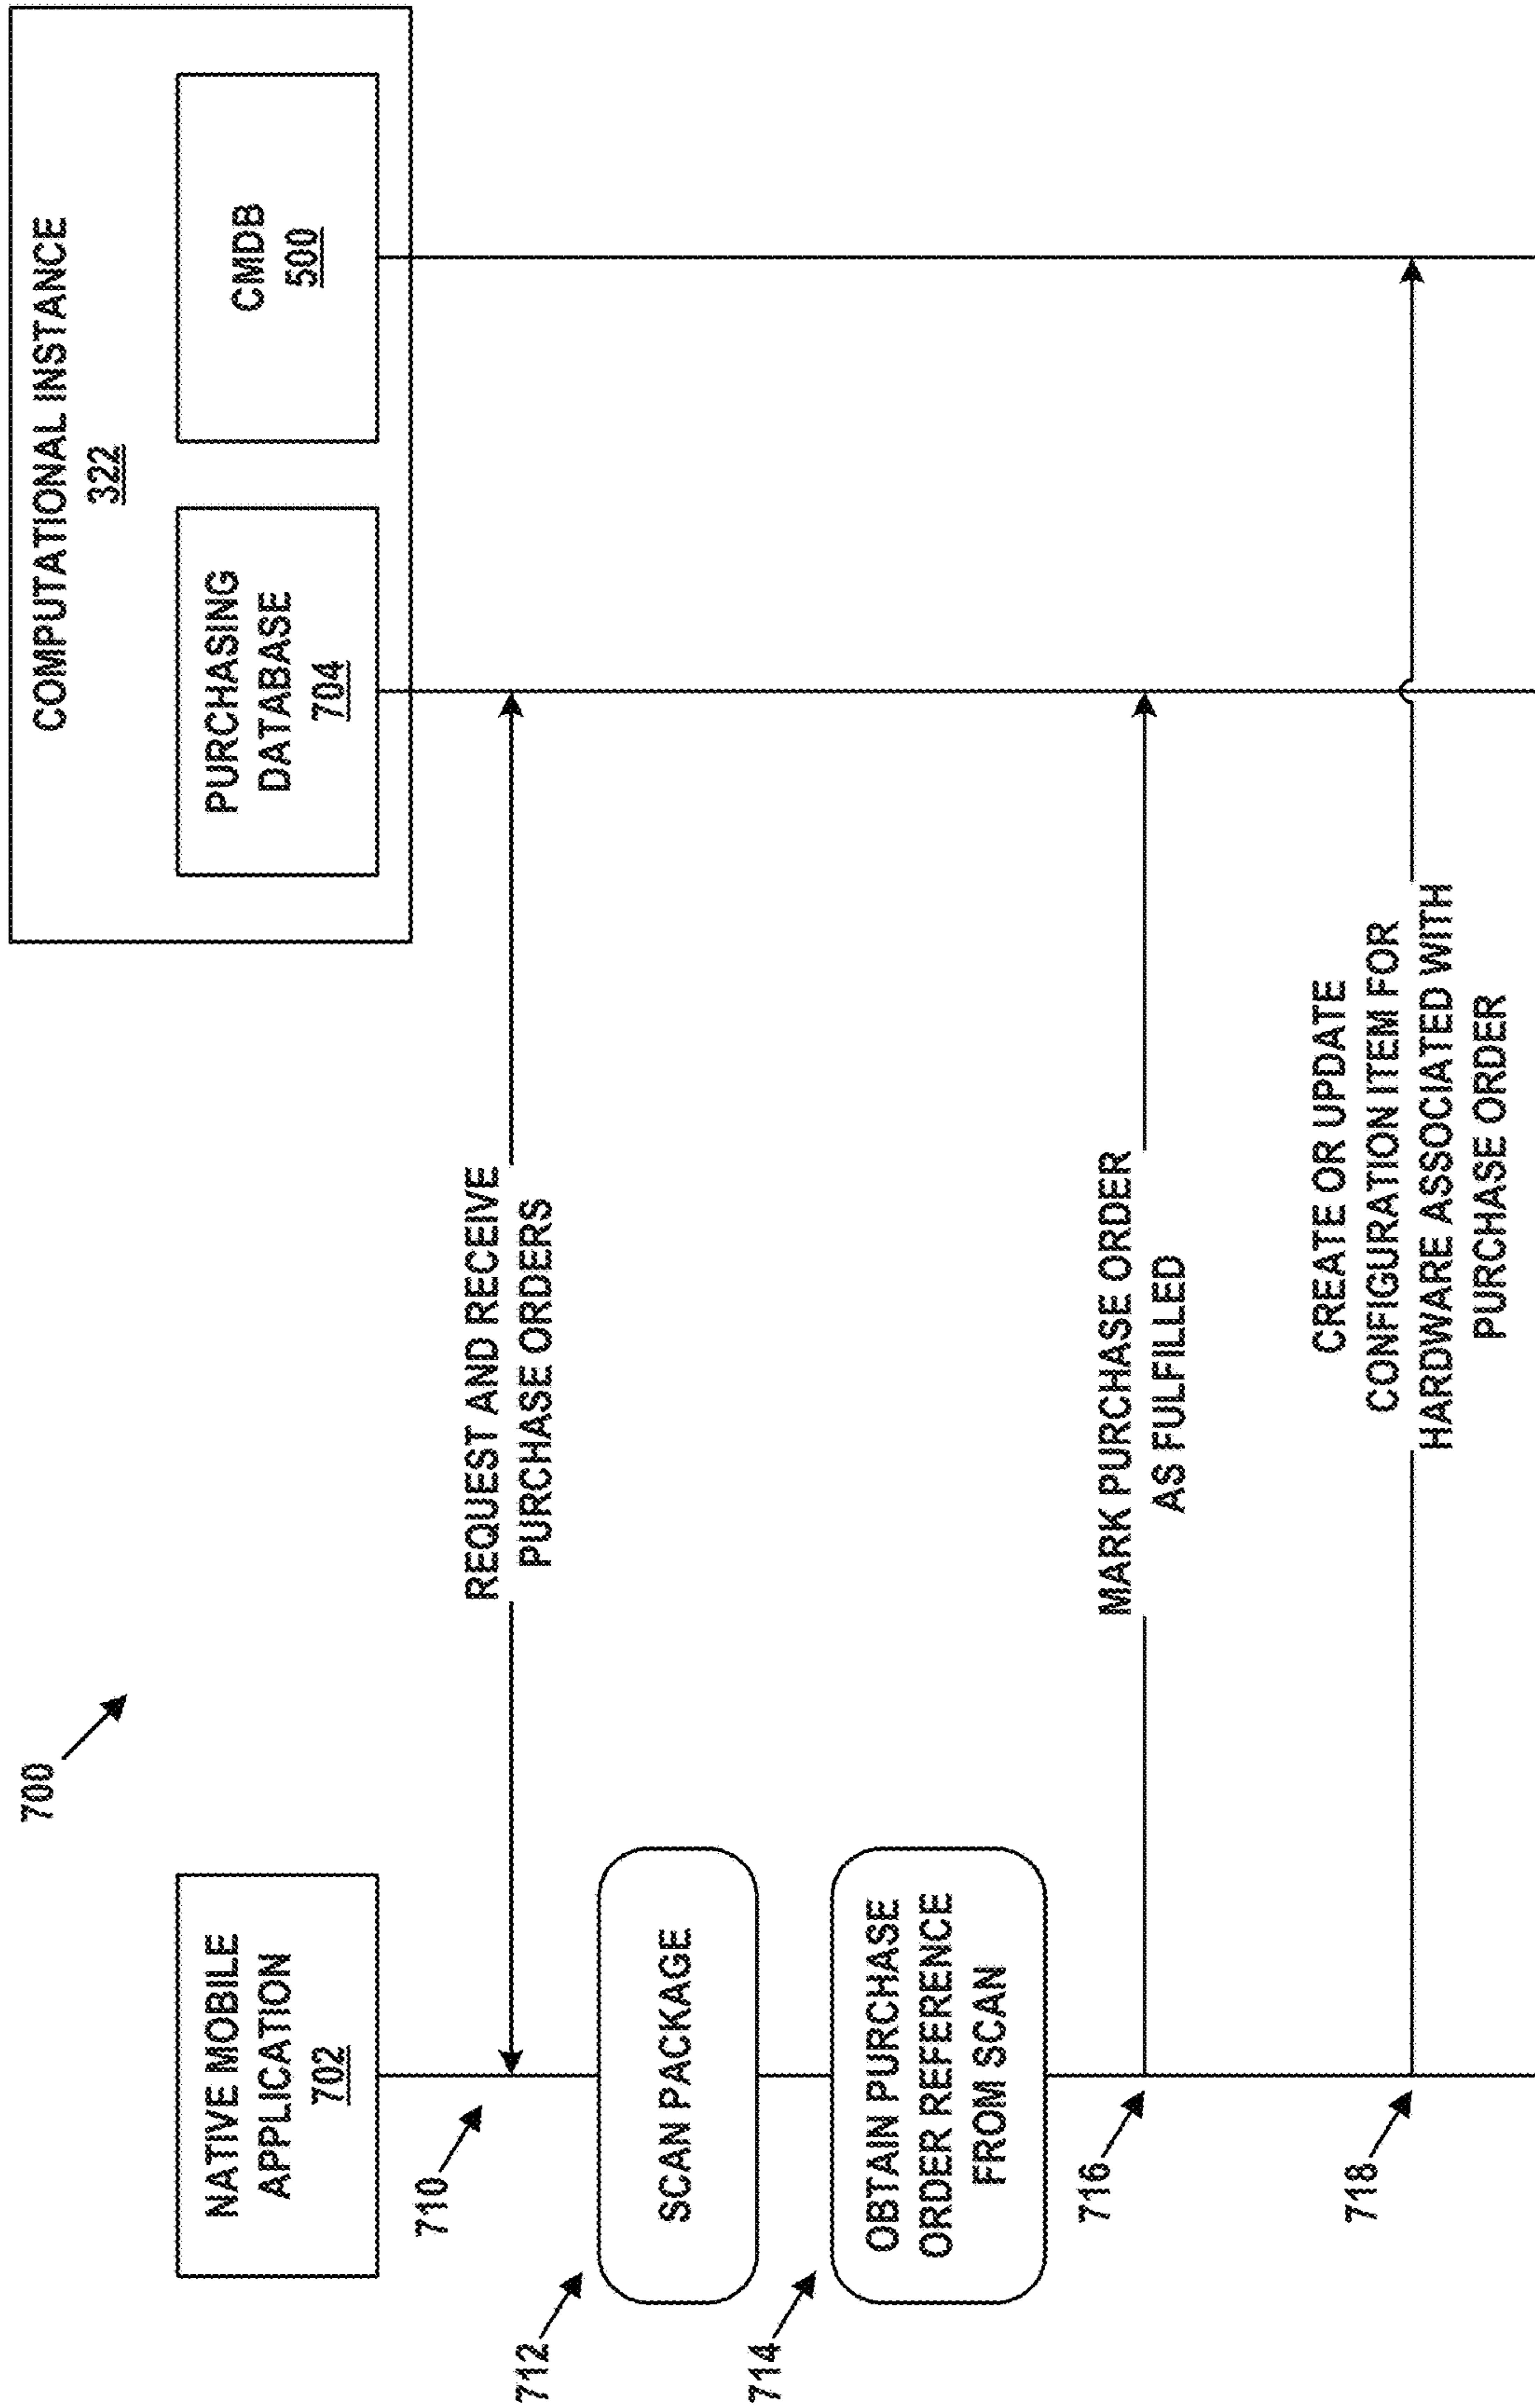 700
COMPUTATIONAL INSTANCE
322
NATIVE MOBILE
APPLICATION
702
PURCHASING
DATABASE
704
CMDB
500
710
REQUEST AND RECEIVE
PURCHASE ORDERS
712
SCAN PACKAGE
714
OBTAIN PURCHASE
ORDER REFERENCE
FROM SCAN
716
MARK PURCHASE ORDER
AS FULFILLED
718
CREATE OR UPDATE
CONFIGURATION ITEM FOR
HARDWARE ASSOCIATED WITH
PURCHASE ORDER